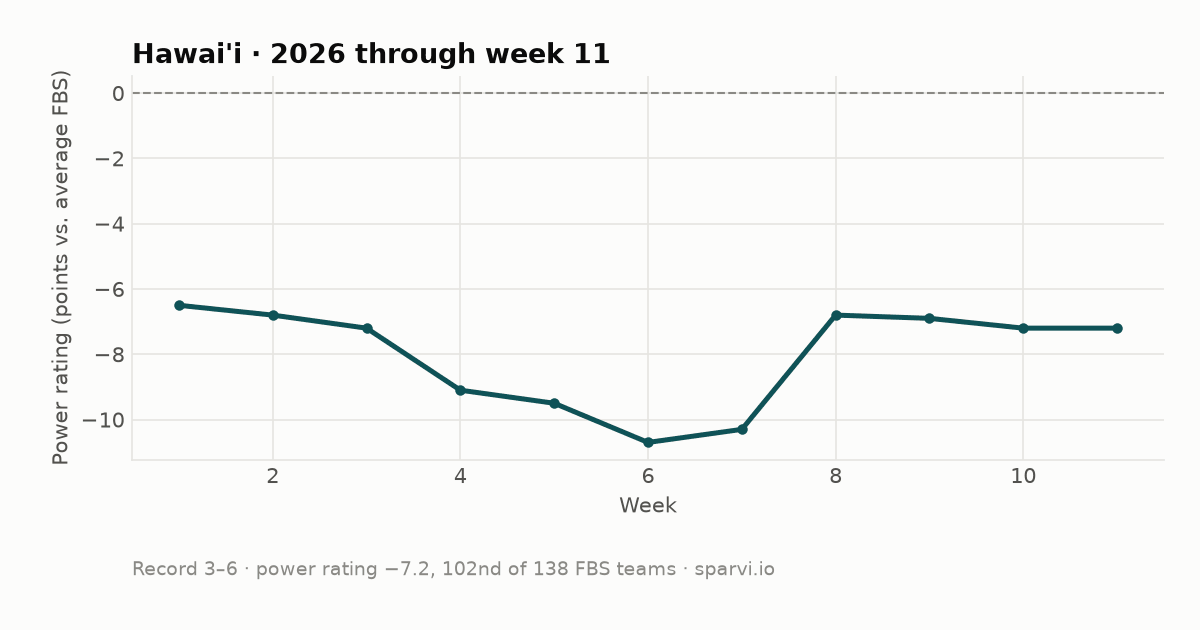 Hawai'i · 2026 through week 11
Power rating (points vs. average FBS)
0
−2
−4
−6
−8
−10
2 4 6 8 10
Week
Record 3–6 · power rating −7.2, 102nd of 138 FBS teams · sparvi.io